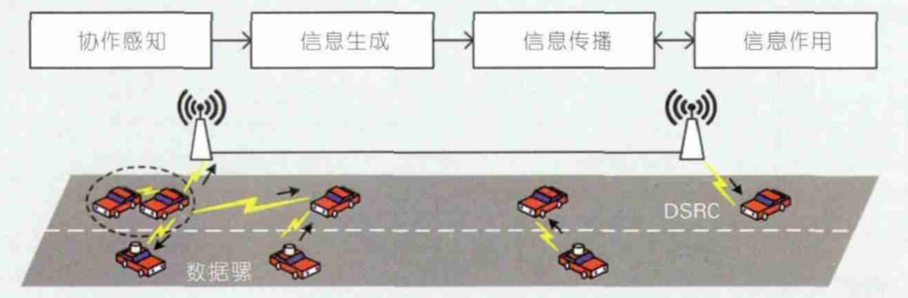 协作感知
信息生成
信息传播
信息作用
DSRC
数据骡